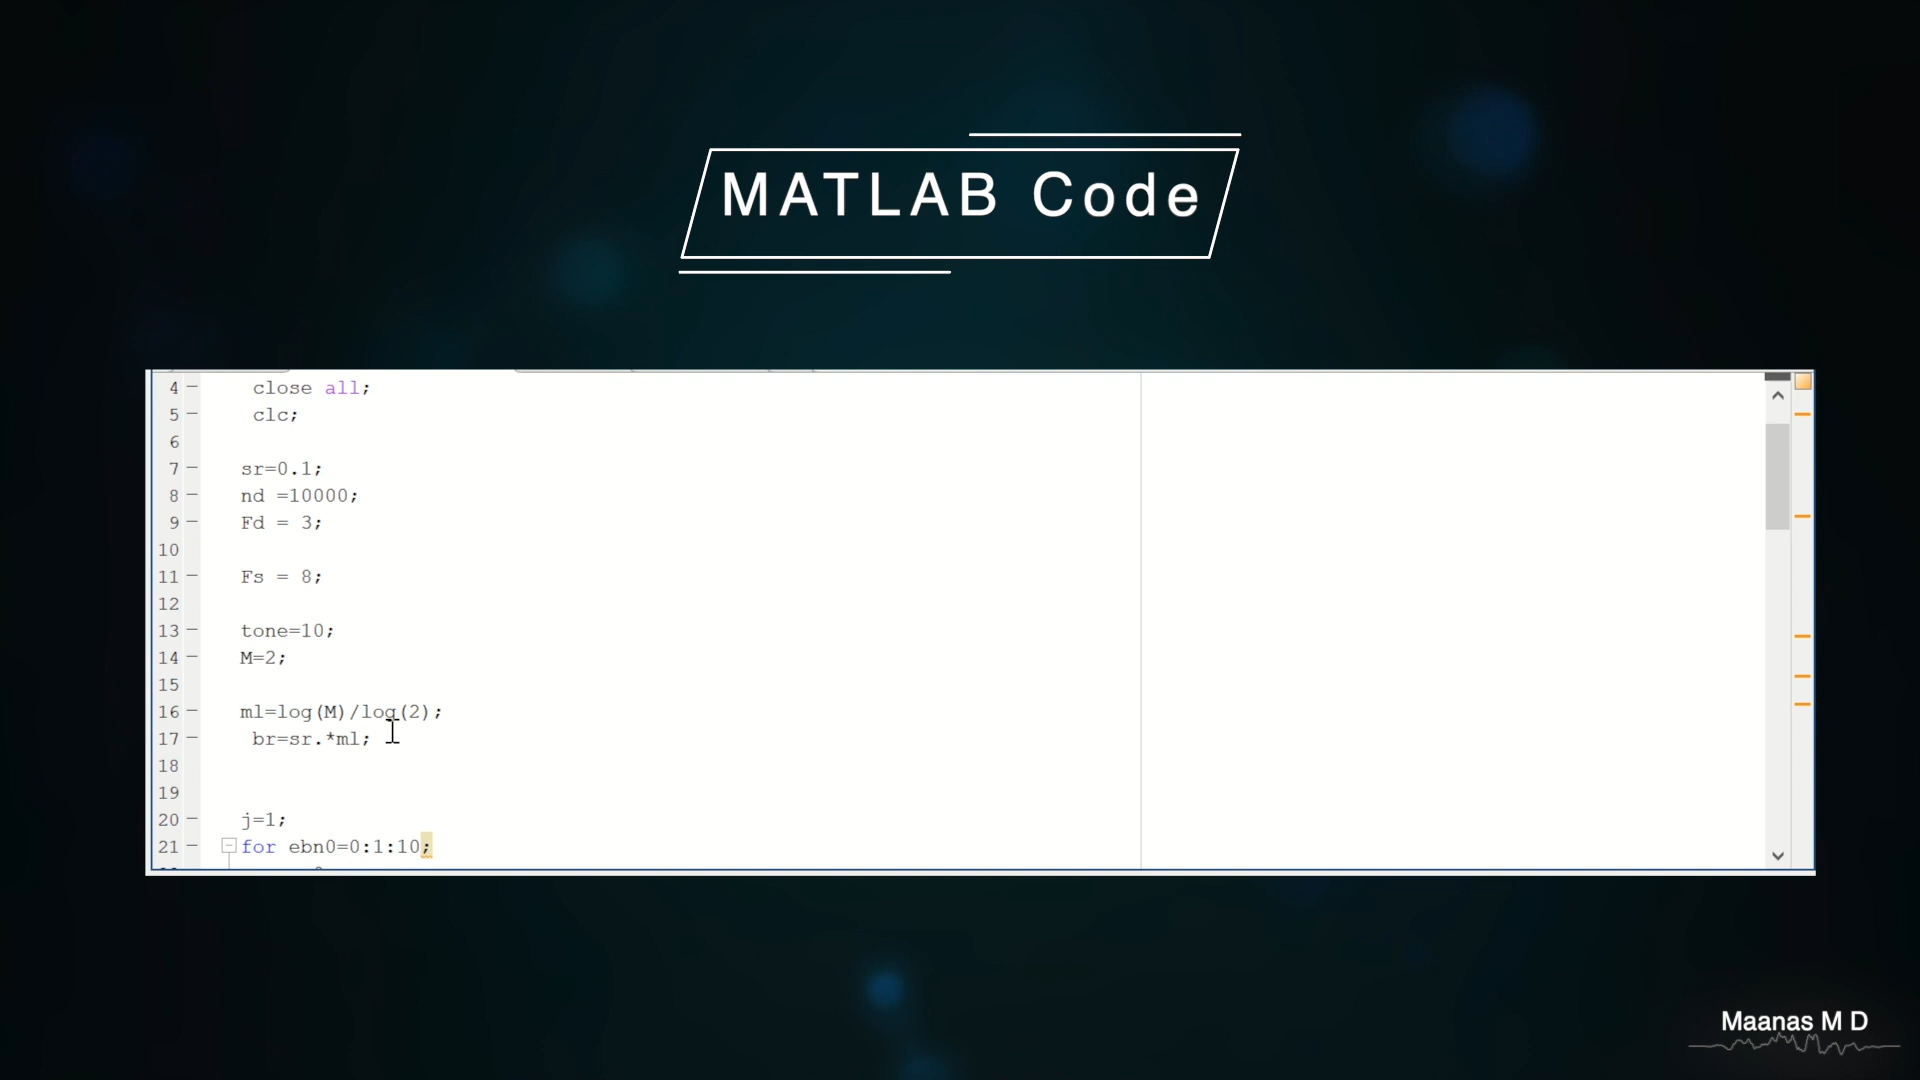 MATLAB Code
4 – close all;
5 – clc;
6
7 – sr=0.1;
8 – nd =10000;
9 – Fd = 3;
10
11 – Fs = 8;
12
13 – tone=10;
14 – M=2;
15
16 – ml=log(M)/log(2);
17 – br=sr.*ml;
18
19
20 – j=1;
21 – for ebn0=0:1:10;
Maanas M D